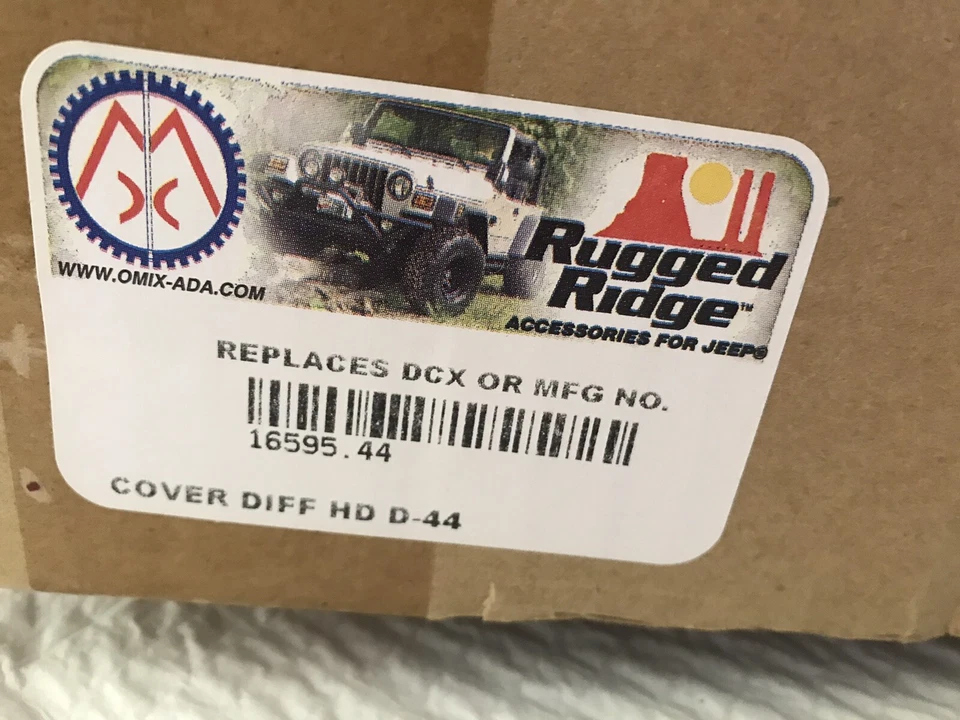 WWW.OMIX-ADA.COM
Rugged
Ridge™
ACCESSORIES FOR JEEP®
REPLACES DCX OR MFG NO.
16595.44
COVER DIFF HD D-44